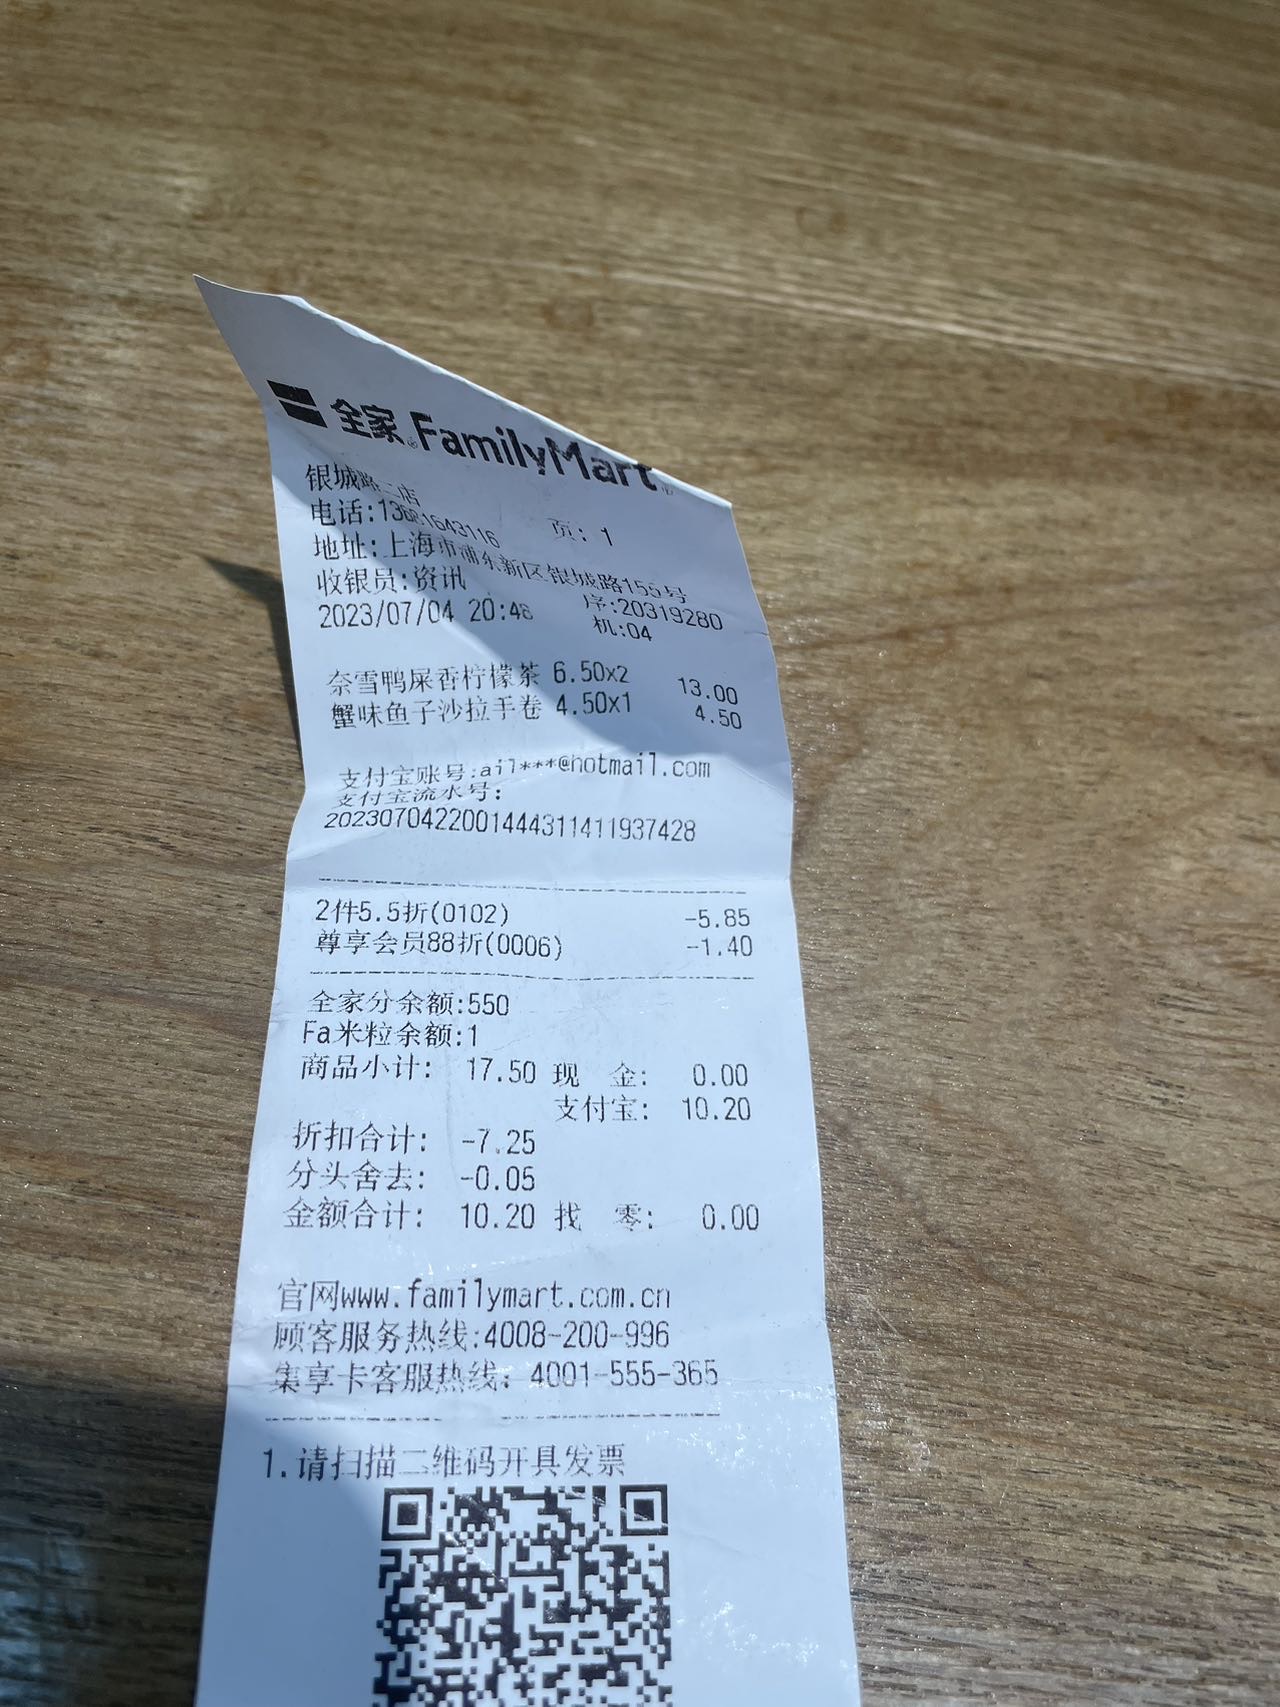 全家 FamilyMart
银城路二店
电话:13681643116 页: 1
地址:上海市浦东新区银城路155号
收银员:资讯 序:20319280
2023/07/04 20:48 机:04
奈雪鸭屎香柠檬茶 6.50x2 13.00
蟹味鱼子沙拉手卷 4.50x1 4.50
支付宝账号:ail***@hotmail.com
支付宝流水号:
2023070422001444311411937428
2件5.5折(0102) -5.85
尊享会员88折(0006) -1.40
全家分余额:550
Fa米粒余额:1
商品小计: 17.50 现 金: 0.00
支付宝: 10.20
折扣合计: -7.25
分头舍去: -0.05
金额合计: 10.20 找 零: 0.00
官网www.familymart.com.cn
顾客服务热线:4008-200-996
集享卡客服热线: 4001-555-365
1.请扫描二维码开具发票